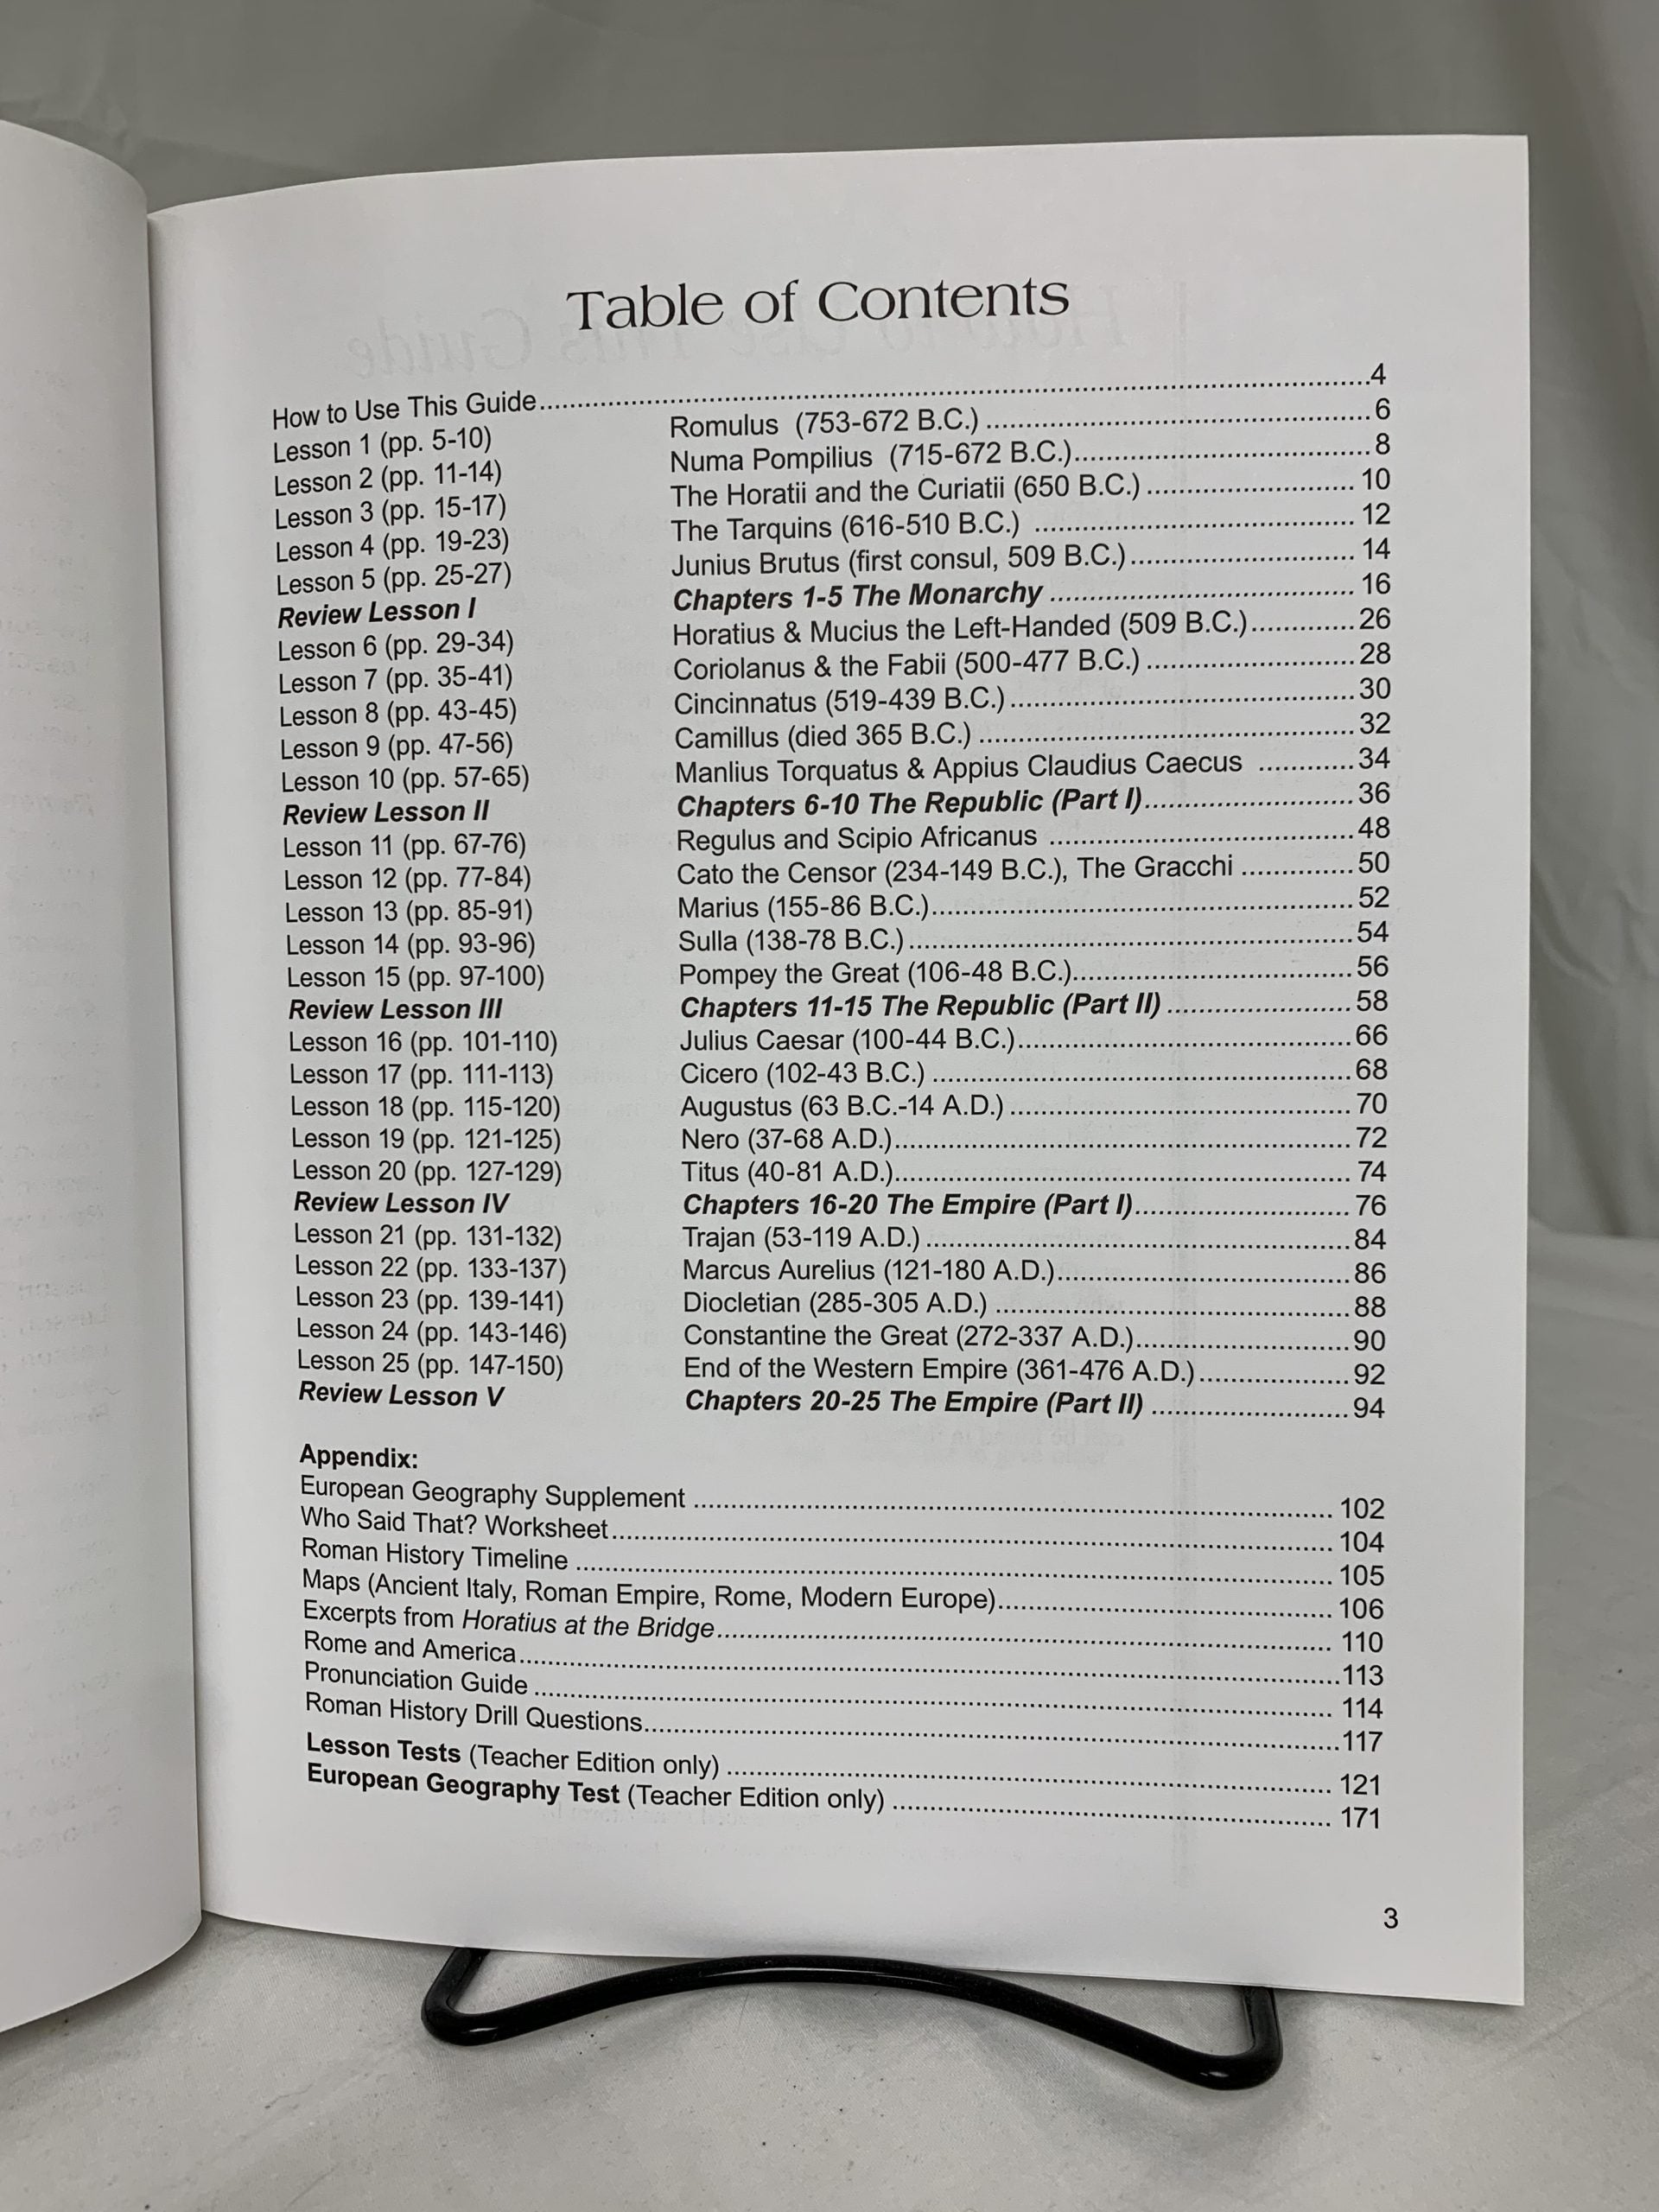 Table of Contents
How to Use This Guide....................4
Lesson 1 (pp. 5-10) Romulus (753-672 B.C.)....................6
Lesson 2 (pp. 11-14) Numa Pompilius (715-672 B.C.)....................8
Lesson 3 (pp. 15-17) The Horatii and the Curiatii (650 B.C.)....................10
Lesson 4 (pp. 19-23) The Tarquins (616-510 B.C.)....................12
Lesson 5 (pp. 25-27) Junius Brutus (first consul, 509 B.C.)....................14
Review Lesson I Chapters 1-5 The Monarchy....................16
Lesson 6 (pp. 29-34) Horatius & Mucius the Left-Handed (509 B.C.)....................26
Lesson 7 (pp. 35-41) Coriolanus & the Fabii (500-477 B.C.)....................28
Lesson 8 (pp. 43-45) Cincinnatus (519-439 B.C.)....................30
Lesson 9 (pp. 47-56) Camillus (died 365 B.C.)....................32
Lesson 10 (pp. 57-65) Manlius Torquatus & Appius Claudius Caecus....................34
Review Lesson II Chapters 6-10 The Republic (Part I)....................36
Lesson 11 (pp. 67-76) Regulus and Scipio Africanus....................48
Lesson 12 (pp. 77-84) Cato the Censor (234-149 B.C.), The Gracchi....................50
Lesson 13 (pp. 85-91) Marius (155-86 B.C.)....................52
Lesson 14 (pp. 93-96) Sulla (138-78 B.C.)....................54
Lesson 15 (pp. 97-100) Pompey the Great (106-48 B.C.)....................56
Review Lesson III Chapters 11-15 The Republic (Part II)....................58
Lesson 16 (pp. 101-110) Julius Caesar (100-44 B.C.)....................66
Lesson 17 (pp. 111-113) Cicero (102-43 B.C.)....................68
Lesson 18 (pp. 115-120) Augustus (63 B.C.-14 A.D.)....................70
Lesson 19 (pp. 121-125) Nero (37-68 A.D.)....................72
Lesson 20 (pp. 127-129) Titus (40-81 A.D.)....................74
Review Lesson IV Chapters 16-20 The Empire (Part I)....................76
Lesson 21 (pp. 131-132) Trajan (53-119 A.D.)....................84
Lesson 22 (pp. 133-137) Marcus Aurelius (121-180 A.D.)....................86
Lesson 23 (pp. 139-141) Diocletian (285-305 A.D.)....................88
Lesson 24 (pp. 143-146) Constantine the Great (272-337 A.D.)....................90
Lesson 25 (pp. 147-150) End of the Western Empire (361-476 A.D.)....................92
Review Lesson V Chapters 20-25 The Empire (Part II)....................94
Appendix:
European Geography Supplement....................102
Who Said That? Worksheet....................104
Roman History Timeline....................105
Maps (Ancient Italy, Roman Empire, Rome, Modern Europe)....................106
Excerpts from Horatius at the Bridge....................110
Rome and America....................113
Pronunciation Guide....................114
Roman History Drill Questions....................117
Lesson Tests (Teacher Edition only)....................121
European Geography Test (Teacher Edition only)....................171
3